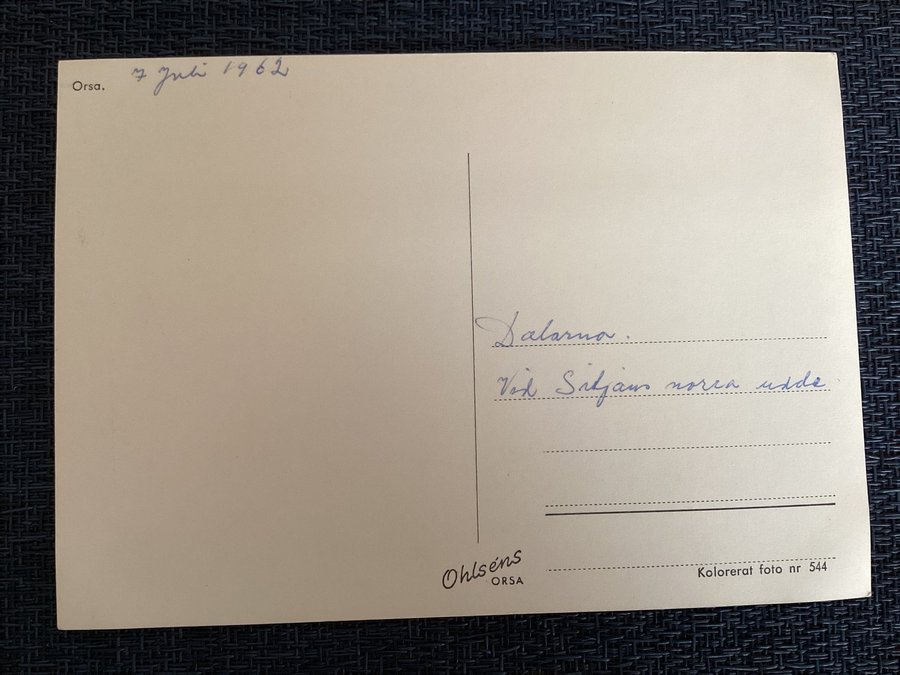 Orsa. 7 Juli 1962
Dalarna.
Vid Siljans norra udde
Ohlséns
ORSA
Kolorerat foto nr 544